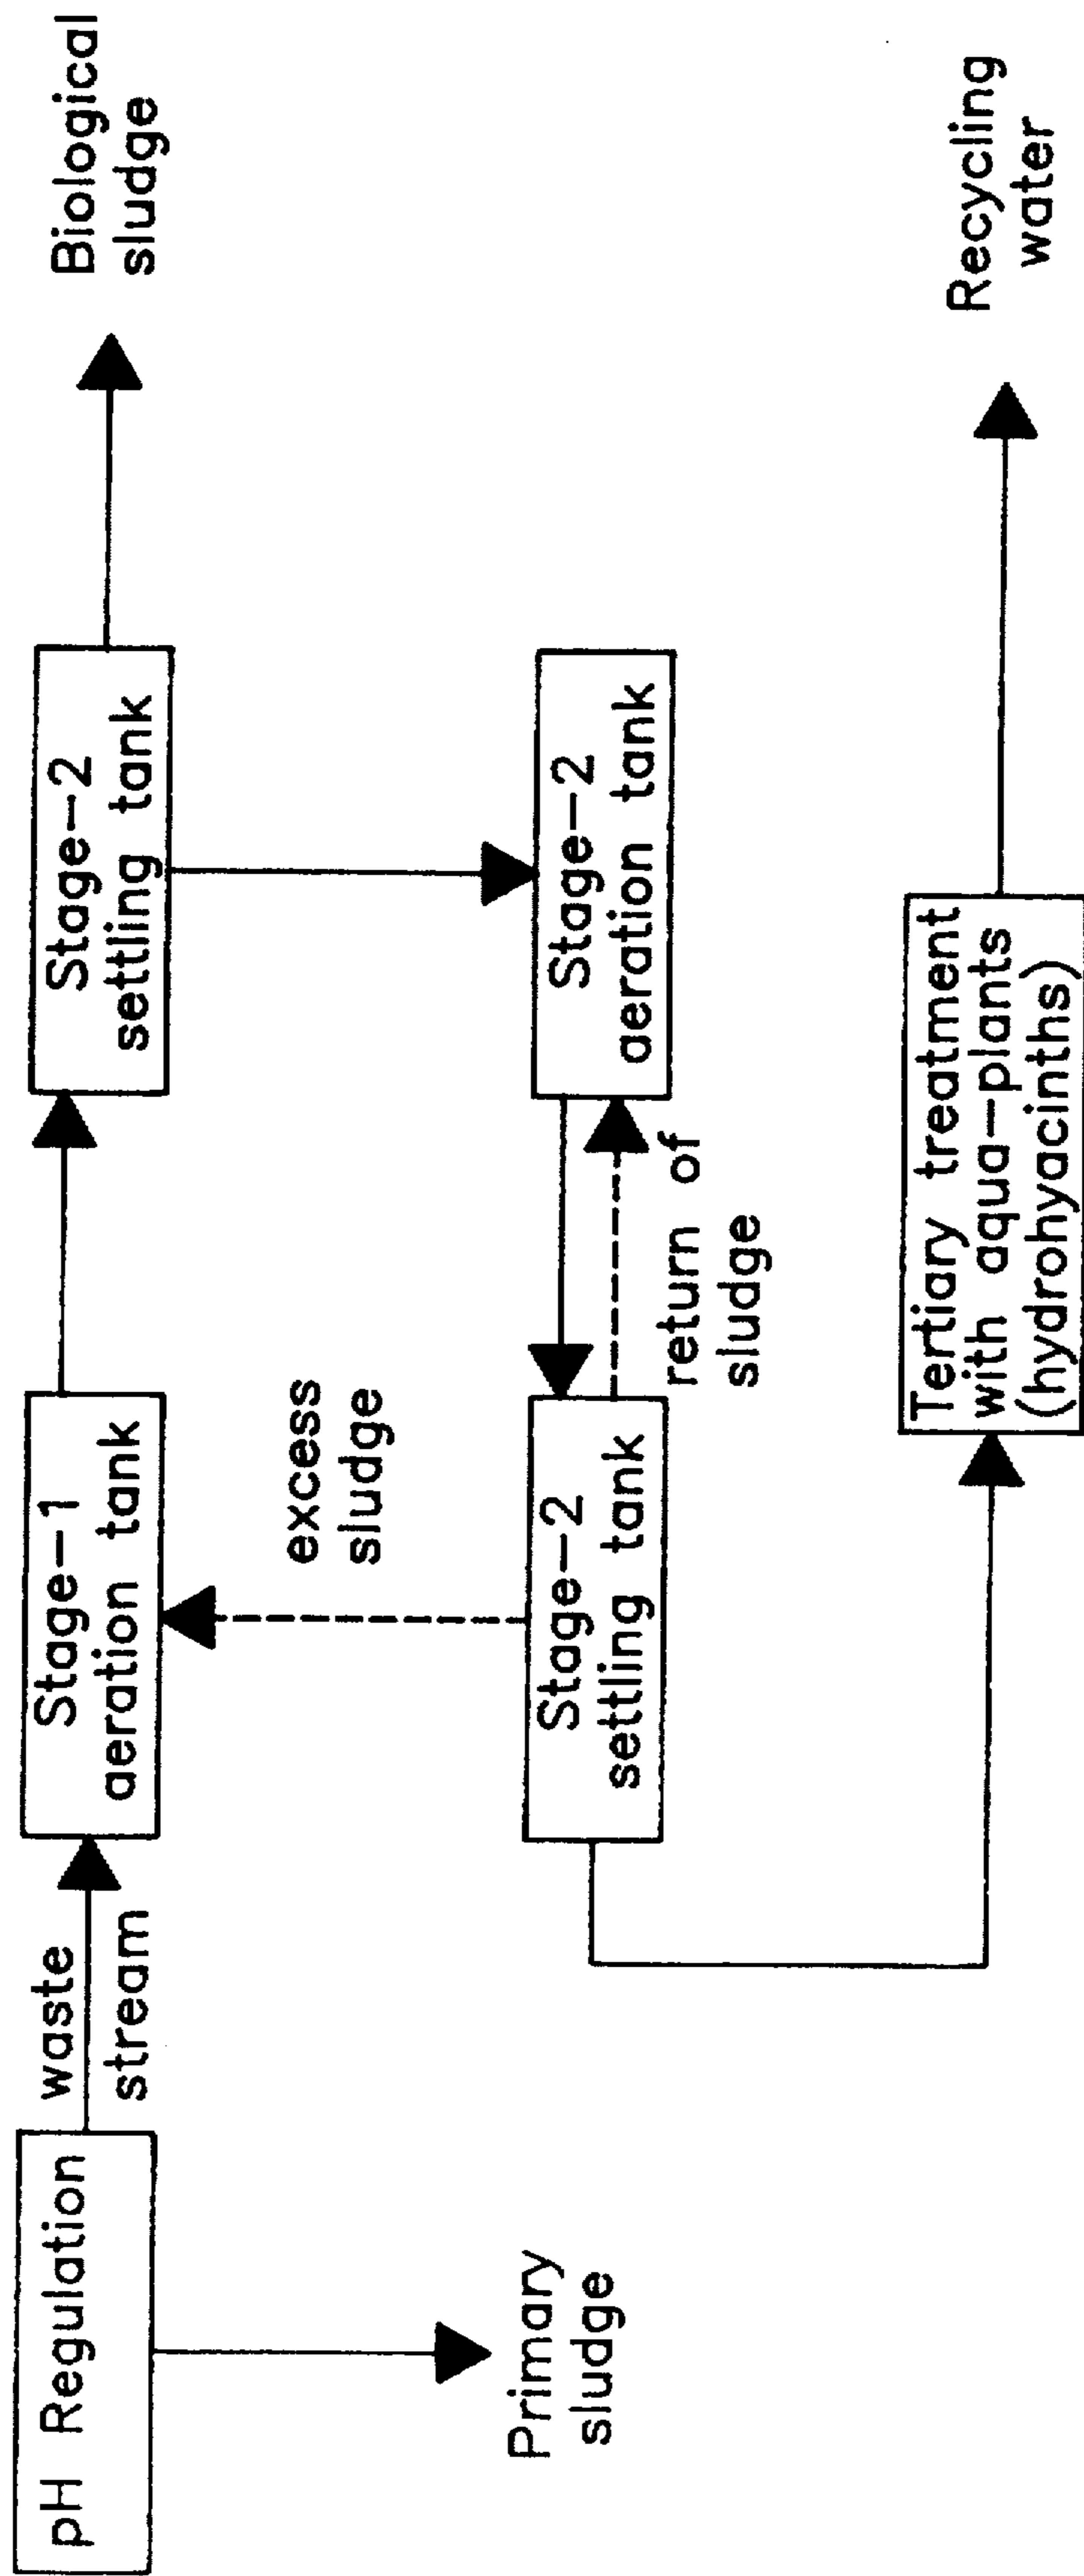 pH Regulation
waste
stream
Stage-1
aeration tank
Stage-2
settling tank
Biological
sludge
Primary
sludge
excess
sludge
Stage-2
settling tank
return of
sludge
Stage-2
aeration tank
Tertiary treatment
with aqua-plants
(hydrohyacinths)
Recycling
water